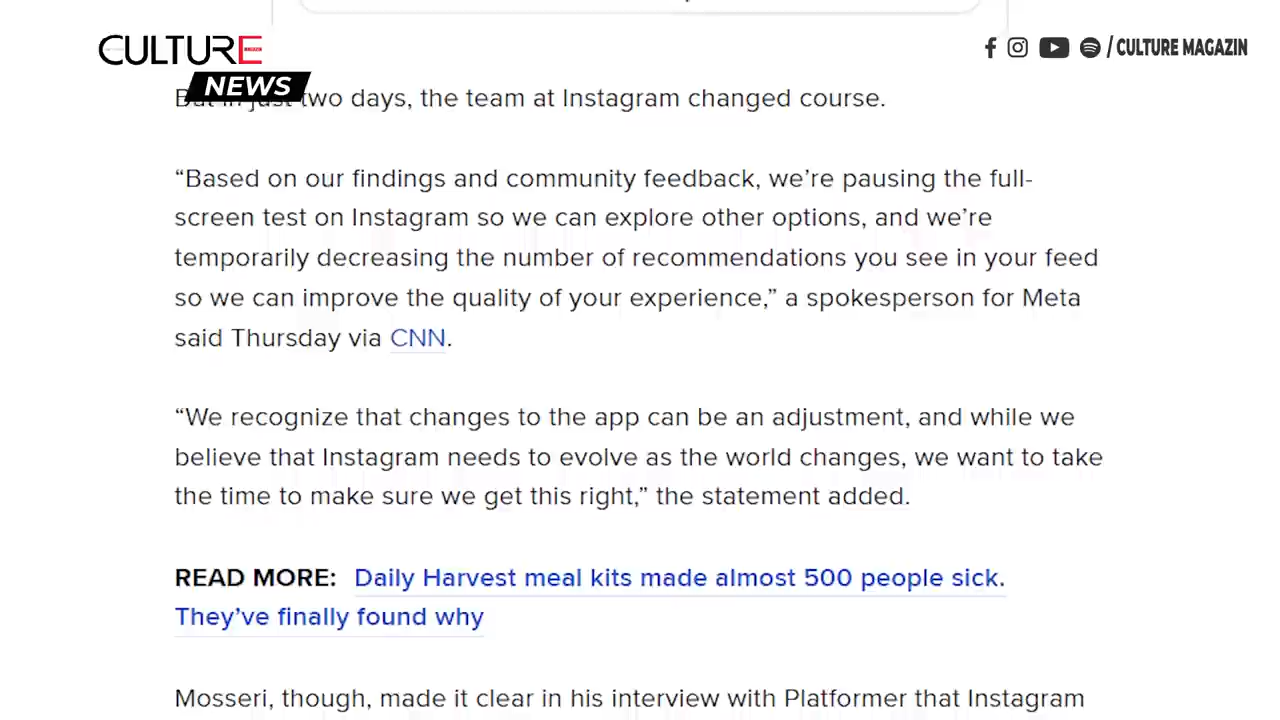 CULTURE
NEWS
/ CULTURE MAGAZIN
But in just two days, the team at Instagram changed course.
“Based on our findings and community feedback, we’re pausing the full-
screen test on Instagram so we can explore other options, and we’re
temporarily decreasing the number of recommendations you see in your feed
so we can improve the quality of your experience,” a spokesperson for Meta
said Thursday via CNN.
“We recognize that changes to the app can be an adjustment, and while we
believe that Instagram needs to evolve as the world changes, we want to take
the time to make sure we get this right,” the statement added.
READ MORE: Daily Harvest meal kits made almost 500 people sick.
They’ve finally found why
Mosseri, though, made it clear in his interview with Platformer that Instagram